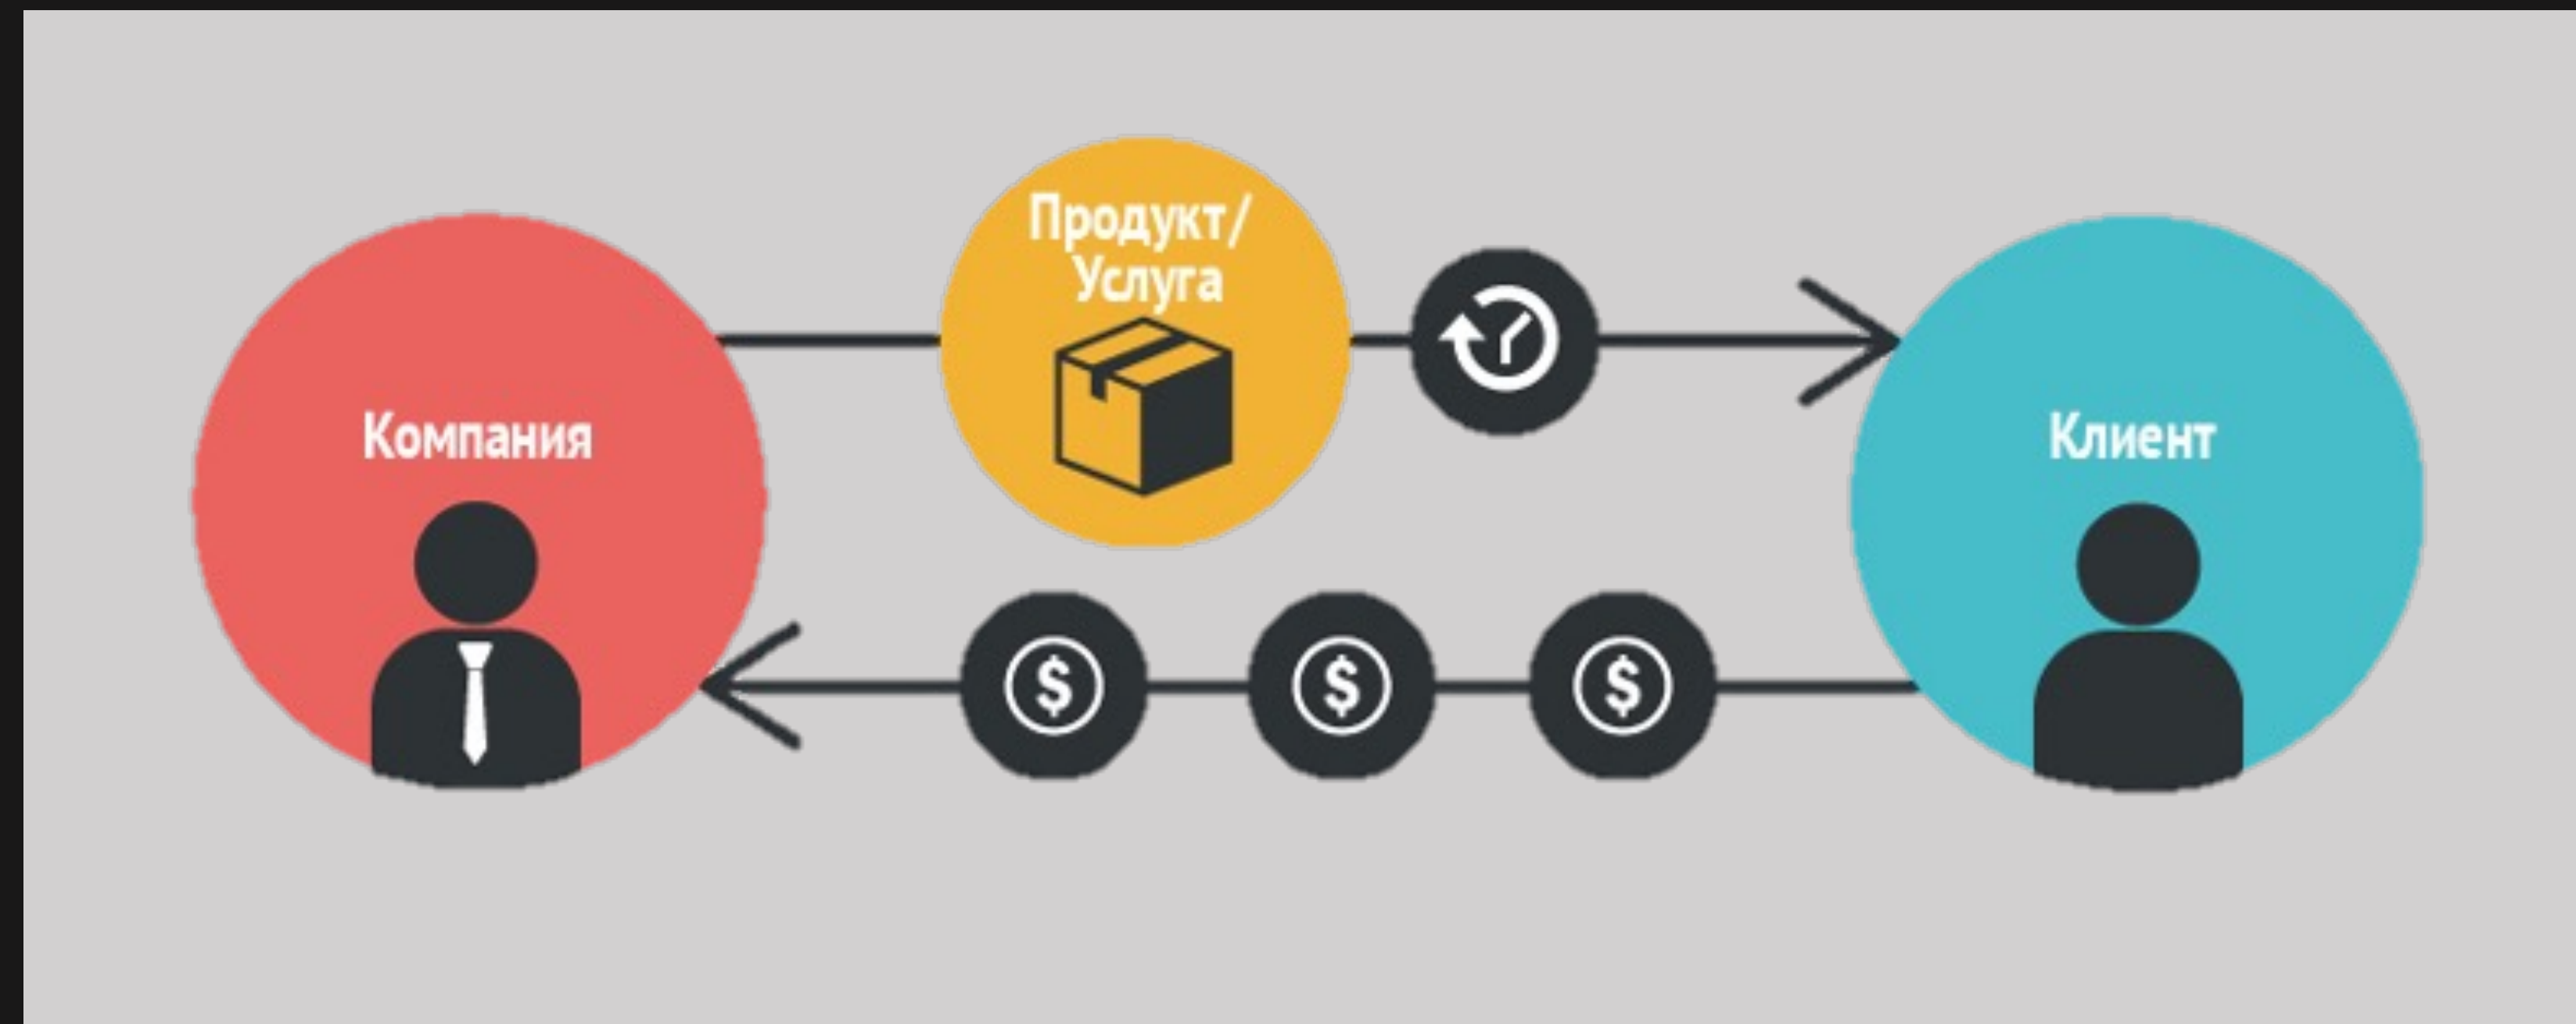 Продукт/
Услуга
Компания
Клиент
$ $ $